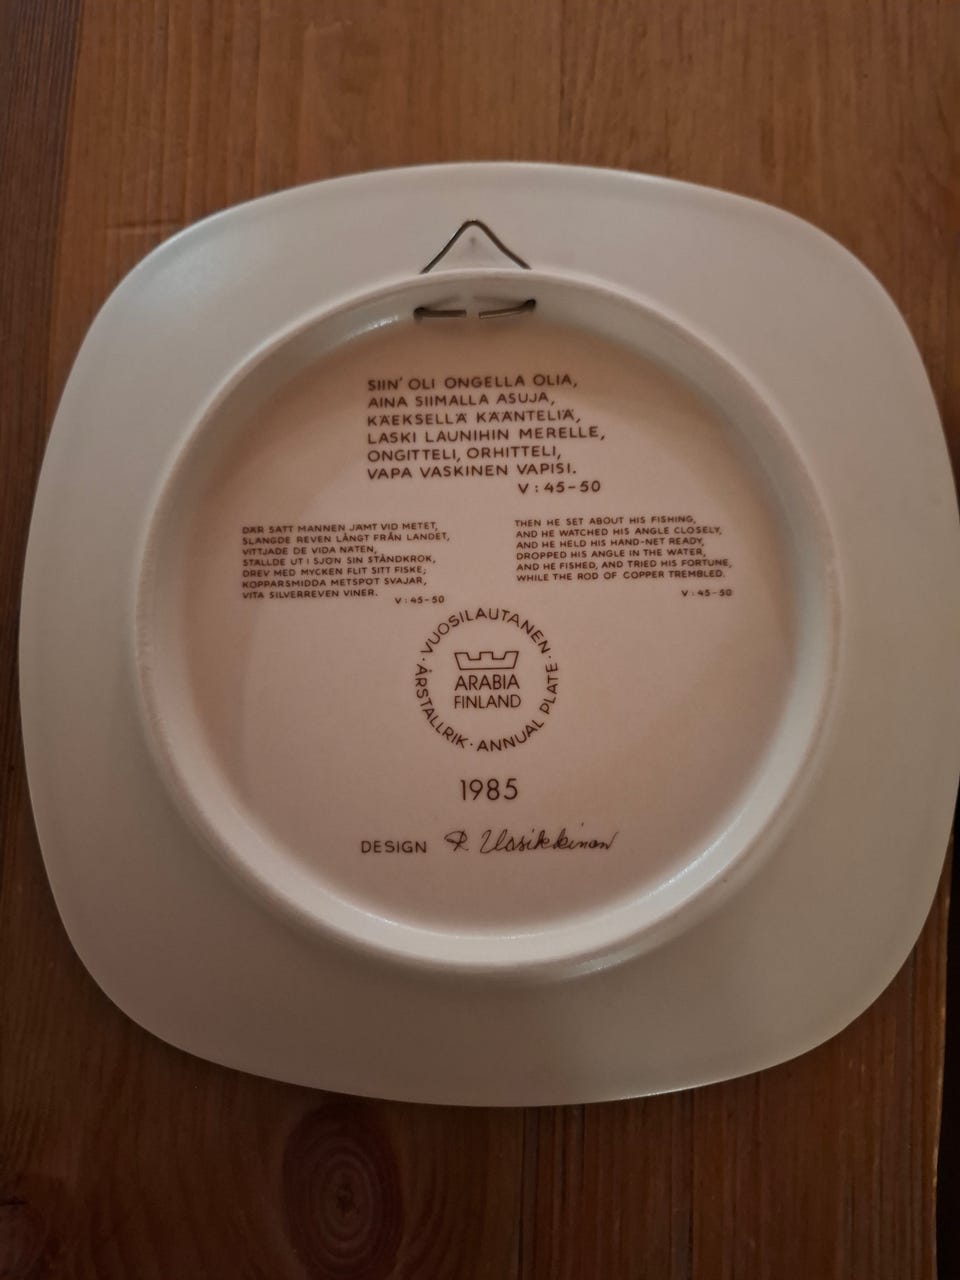 SIIN' OLI ONGELLA OLIA,
AINA SIIMALLA ASUJA,
KÄEKSELLÄ KÄÄNTELIÄ,
LASKI LAUNIHIN MERELLE,
ONGITTELI, ORHITTELI,
VAPA VASKINEN VAPISI.
V : 45-50
DÄR SATT MANNEN JÄMT VID METET,
SLÄNGDE REVEN LÅNGT FRÅN LANDET,
VITTJADE DE VIDA NÄTEN,
STÄLLDE UT I SJÖN SIN STÅNDKROK,
DREV MED MYCKEN FLIT SITT FISKE;
KOPPARSMIDDA METSPÖT SVAJAR,
VITA SILVERREVEN VINER.
V : 45-50
THEN HE SET ABOUT HIS FISHING,
AND HE WATCHED HIS ANGLE CLOSELY,
AND HE HELD HIS HAND-NET READY,
DROPPED HIS ANGLE IN THE WATER,
AND HE FISHED, AND TRIED HIS FORTUNE,
WHILE THE ROD OF COPPER TREMBLED.
V : 45-50
· VUOSILAUTANEN · ANNUAL PLATE · ÅRSTALLRIK
ARABIA
FINLAND
1985
DESIGN R. Uosikkinen